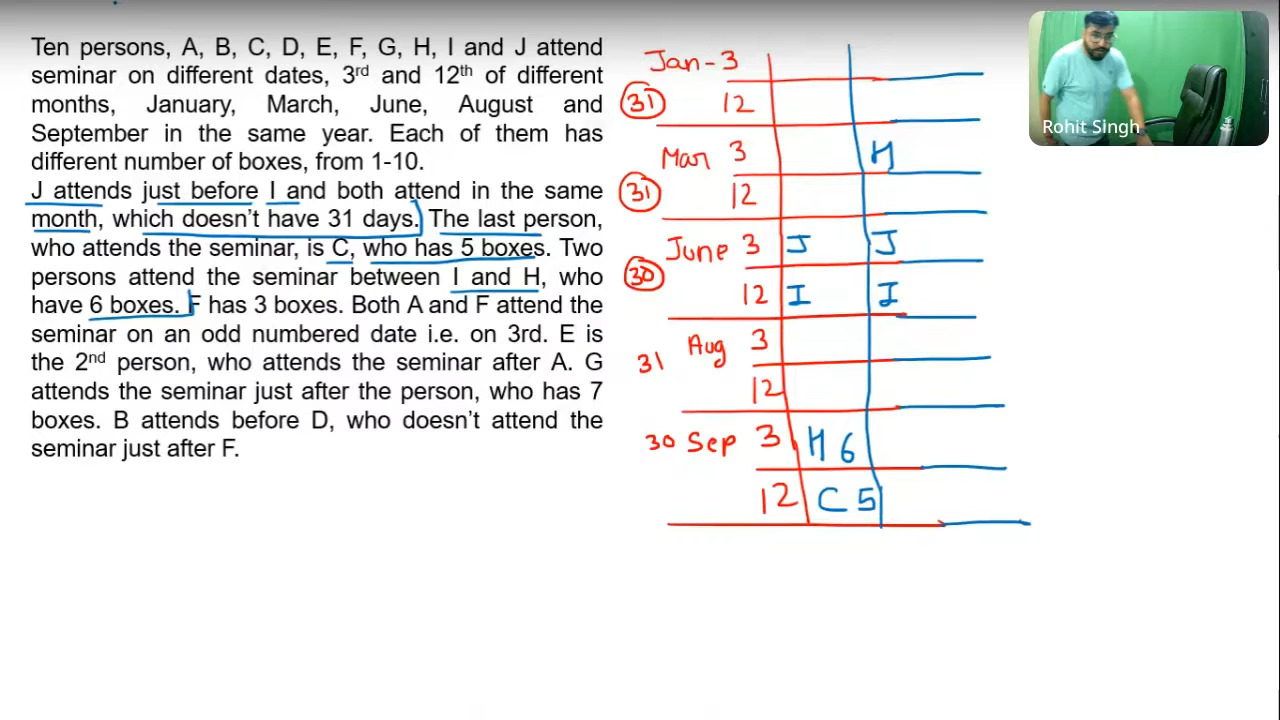 Ten persons, A, B, C, D, E, F, G, H, I and J attend
seminar on different dates, 3rd and 12th of different
months, January, March, June, August and
September in the same year. Each of them has
different number of boxes, from 1-10.
J attends just before I and both attend in the same
month, which doesn't have 31 days. The last person,
who attends the seminar, is C, who has 5 boxes. Two
persons attend the seminar between I and H, who
have 6 boxes. F has 3 boxes. Both A and F attend the
seminar on an odd numbered date i.e. on 3rd. E is
the 2nd person, who attends the seminar after A. G
attends the seminar just after the person, who has 7
boxes. B attends before D, who doesn't attend the
seminar just after F.
Jan - 3
31 12
Mar 3 H
31 12
June 3 J J
30 12 I I
Aug 3
31
12
30 Sep 3 H 6
12 C 5
Rohit Singh